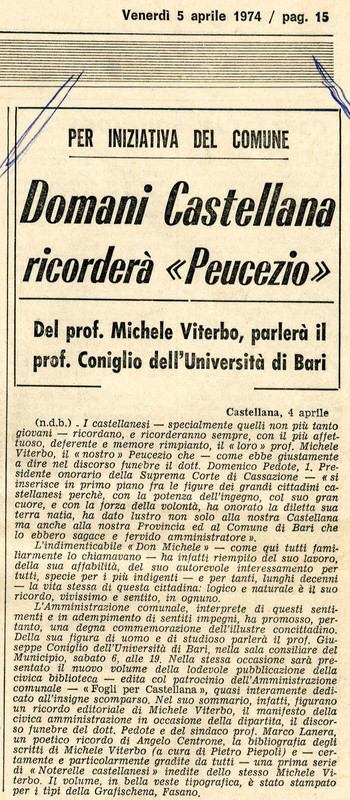 Venerdì 5 aprile 1974 / pag. 15
PER INIZIATIVA DEL COMUNE
Domani Castellana
ricorderà «Peucezio»
Del prof. Michele Viterbo, parlerà il
prof. Coniglio dell'Università di Bari
Castellana, 4 aprile
(n.d.b.) . I castellanesi — specialmente quelli non più tanto
giovani — ricordano, e ricorderanno sempre, con il più affet-
tuoso, deferente e memore rimpianto, il « loro » prof. Michele
Viterbo, il « nostro » Peucezio che — come ebbe giustamente
a dire nel discorso funebre il dott. Domenico Pedote, 1. Pre-
sidente onorario della Suprema Corte di Cassazione — « si
inserisce in primo piano fra le figure dei grandi cittadini ca-
stellanesi perchè, con la potenza dell'ingegno, col suo gran
cuore, e con la forza della volontà, ha onorato la diletta sua
terra natia, ha dato lustro non solo alla nostra Castellana
ma anche alla nostra Provincia ed al Comune di Bari che
lo ebbero sagace e fervido amministratore ».
L'indimenticabile « Don Michele » — come qui tutti fami-
liarmente lo chiamavano — ha infatti riempito del suo lavoro,
della sua affabilità, del suo autorevole interessamento per
tutti, specie per i più indigenti — e per tanti, lunghi decenni
— la vita stessa di questa cittadina: logico e naturale è il suo
ricordo, vivissimo e sentito, in ognuno.
L'Amministrazione comunale, interprete di questi senti-
menti e in adempimento di sentiti impegni, ha promosso, per-
tanto, una degna commemorazione dell'illustre concittadino.
Della sua figura di uomo e di studioso parlerà il prof. Giu-
seppe Coniglio dell'Università di Bari, nella sala consiliare del
Municipio, sabato 6, alle 19. Nella stessa occasione sarà pre-
sentato il nuovo volume della lodevole pubblicazione della
civica biblioteca — edita col patrocinio dell'Amministrazione
comunale — « Fogli per Castellana », quasi interamente dedi-
cato all'insigne scomparso. Nel suo sommario, infatti, figurano
un ricordo editoriale di Michele Viterbo, il manifesto della
civica amministrazione in occasione della dipartita, il discor-
so funebre del dott. Pedote e del sindaco prof. Marco Lanera,
un poetico ricordo di Angelo Centrone, la bibliografia degli
scritti di Michele Viterbo (a cura di Pietro Piepoli) e — cer-
tamente e particolarmente gradite da tutti — una prima serie
di « Noterelle castellanesi » inedite dello stesso Michele Vi-
terbo. Il volume, in bella veste tipografica, è stato stampato
per i tipi della Grafischena, Fasano.